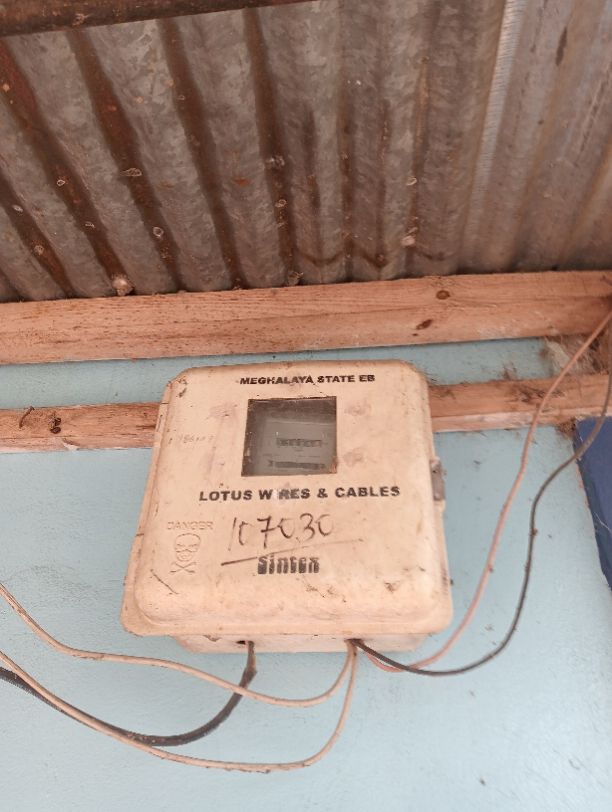 MEGHALAYA STATE EB
LOTUS WIRES & CABLES
DANGER
107030
Sintex